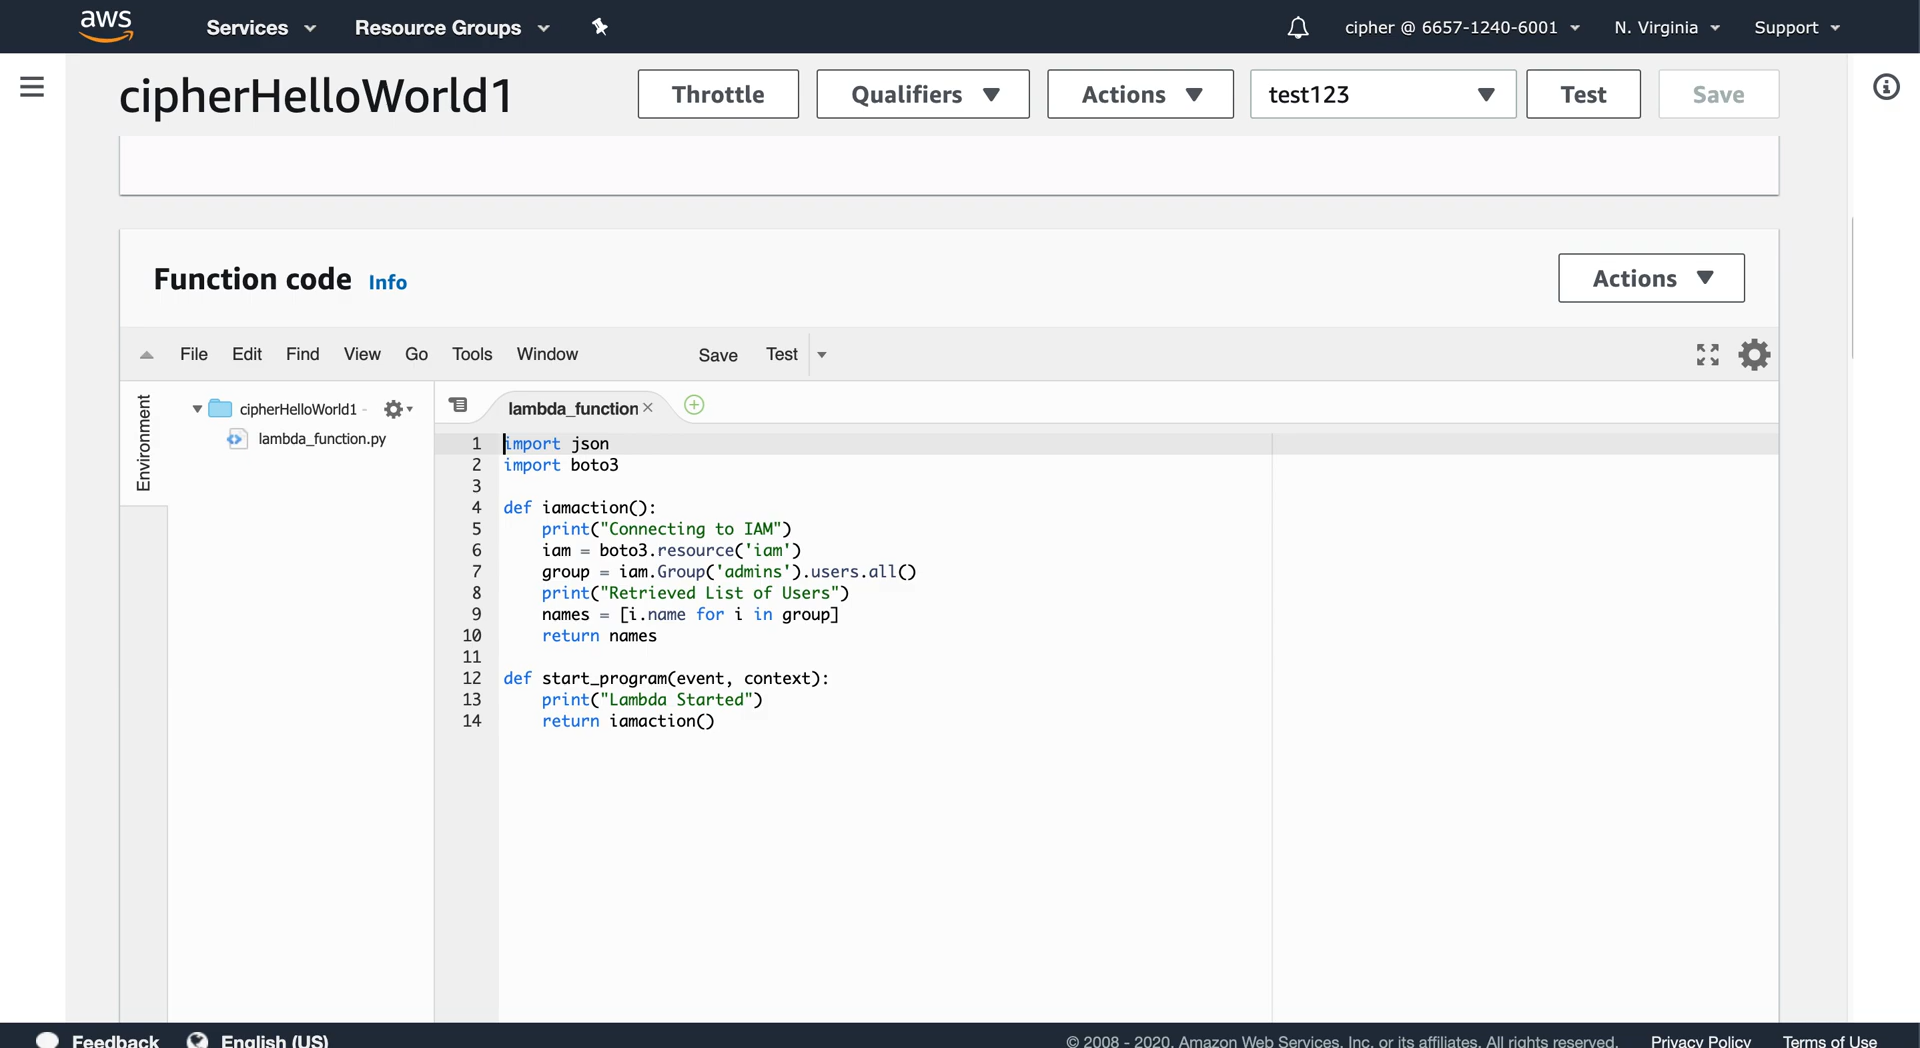 aws Services Resource Groups cipher @ 6657-1240-6001 N. Virginia Support
cipherHelloWorld1 Throttle Qualifiers Actions test123 Test Save
Function code Info Actions
File Edit Find View Go Tools Window Save Test
Environment
cipherHelloWorld1 -
lambda_function.py
lambda_function
1 import json
2 import boto3
3
4 def iamaction():
5 print("Connecting to IAM")
6 iam = boto3.resource('iam')
7 group = iam.Group('admins').users.all()
8 print("Retrieved List of Users")
9 names = [i.name for i in group]
10 return names
11
12 def start_program(event, context):
13 print("Lambda Started")
14 return iamaction()
Feedback English (US) © 2008 - 2020, Amazon Web Services, Inc. or its affiliates. All rights reserved. Privacy Policy Terms of Use